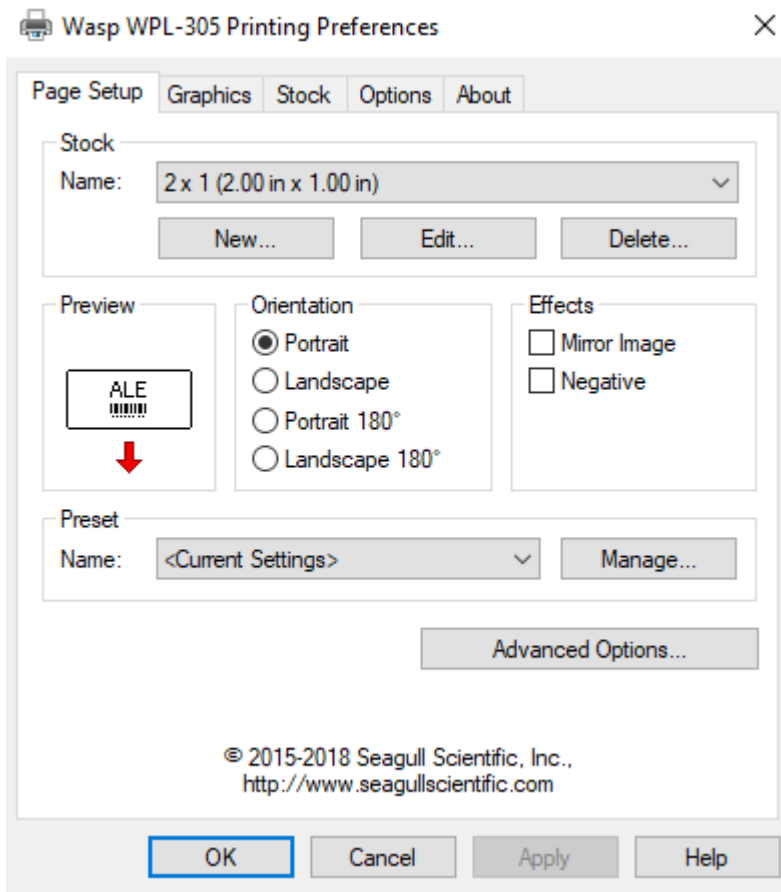 Wasp WPL-305 Printing Preferences
Page Setup Graphics Stock Options About
Stock
Name: 2 x 1 (2.00 in x 1.00 in)
New... Edit... Delete...
Preview
ALE
Orientation
Portrait
Landscape
Portrait 180°
Landscape 180°
Effects
Mirror Image
Negative
Preset
Name: <Current Settings> Manage...
Advanced Options...
© 2015-2018 Seagull Scientific, Inc.,
http://www.seagullscientific.com
OK Cancel Apply Help